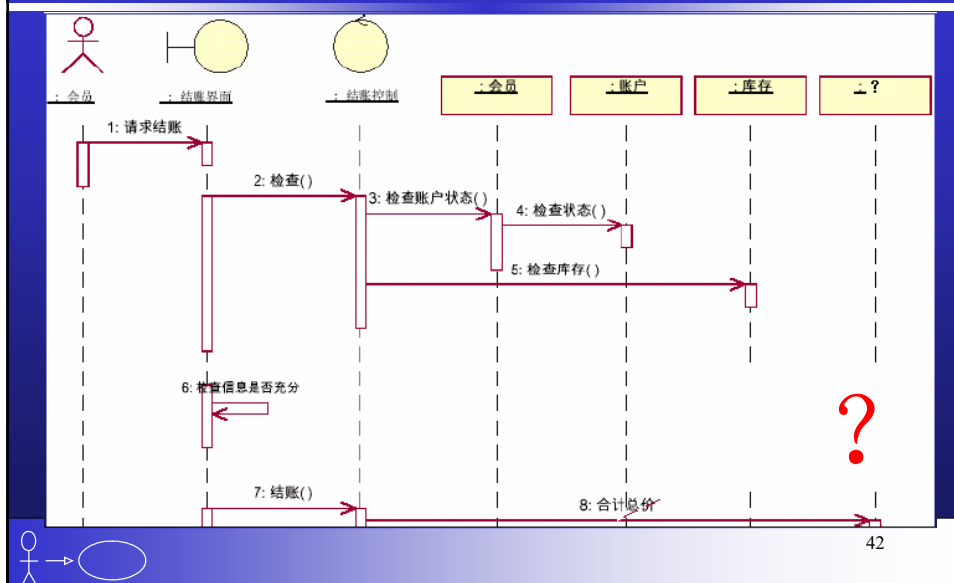 : 会员
: 结账界面
: 结账控制
: 会员
: 账户
: 库存
: ?
1: 请求结账
2: 检查( )
3: 检查账户状态( )
4: 检查状态( )
5: 检查库存( )
6: 检查信息是否充分
?
7: 结账( )
8: 合计总价
42